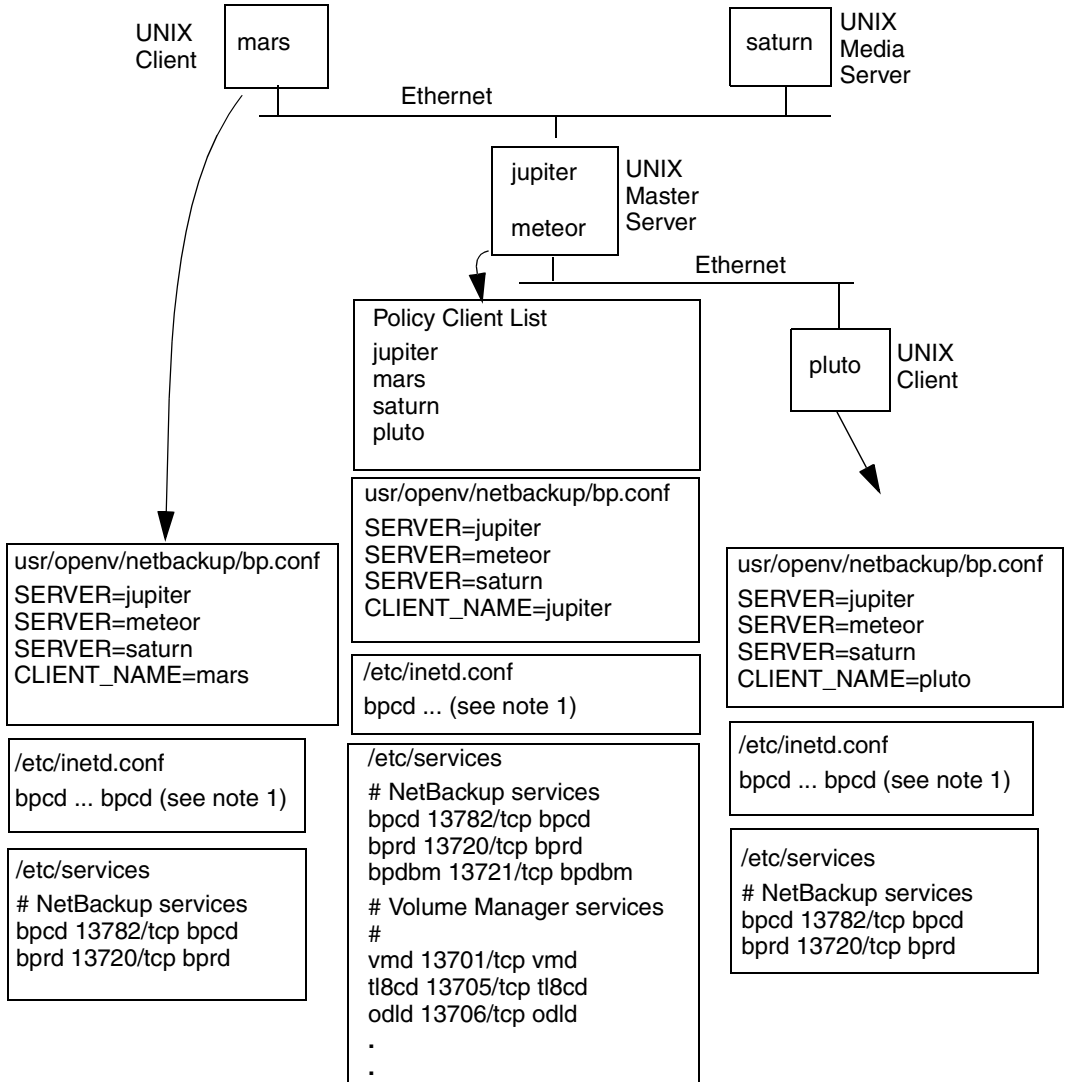 UNIX
Client
mars
saturn
UNIX
Media
Server
Ethernet
jupiter
meteor
UNIX
Master
Server
Ethernet
Policy Client List
jupiter
mars
saturn
pluto
pluto
UNIX
Client
usr/openv/netbackup/bp.conf
SERVER=jupiter
SERVER=meteor
SERVER=saturn
CLIENT_NAME=mars
/etc/inetd.conf
bpcd ... bpcd (see note 1)
/etc/services
# NetBackup services
bpcd 13782/tcp bpcd
bprd 13720/tcp bprd
usr/openv/netbackup/bp.conf
SERVER=jupiter
SERVER=meteor
SERVER=saturn
CLIENT_NAME=jupiter
/etc/inetd.conf
bpcd ... (see note 1)
/etc/services
# NetBackup services
bpcd 13782/tcp bpcd
bprd 13720/tcp bprd
bpdbm 13721/tcp bpdbm
# Volume Manager services
#
vmd 13701/tcp vmd
tl8cd 13705/tcp tl8cd
odld 13706/tcp odld
.
.
usr/openv/netbackup/bp.conf
SERVER=jupiter
SERVER=meteor
SERVER=saturn
CLIENT_NAME=pluto
/etc/inetd.conf
bpcd ... bpcd (see note 1)
/etc/services
# NetBackup services
bpcd 13782/tcp bpcd
bprd 13720/tcp bprd